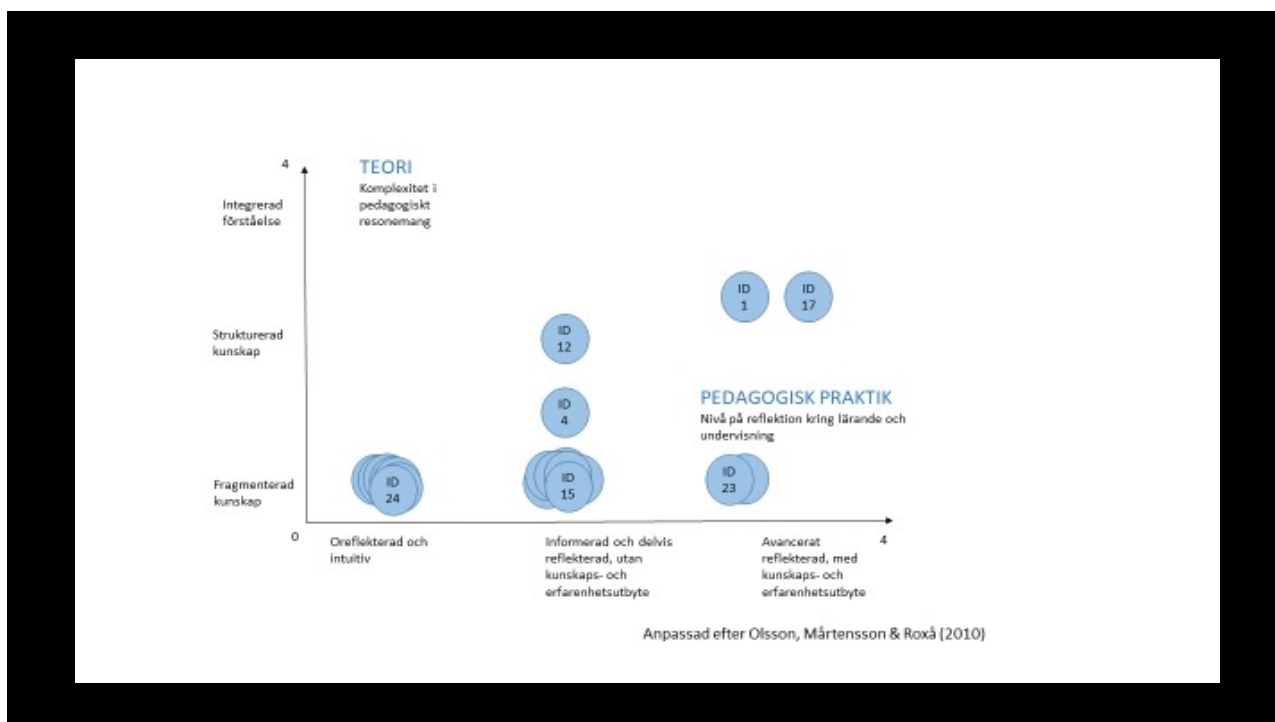 4
TEORI
Komplexitet i
pedagogiskt
resonemang
Integrerad
förståelse
ID
1
ID
17
ID
12
Strukturerad
kunskap
ID
4
PEDAGOGISK PRAKTIK
Nivå på reflektion kring lärande och
undervisning
ID
24
ID
15
ID
23
Fragmenterad
kunskap
0
4
Oreflekterad och
intuitiv
Informerad och delvis
reflekterad, utan
kunskaps- och
erfarenhetsutbyte
Avancerat
reflekterad, med
kunskaps- och
erfarenhetsutbyte
Anpassad efter Olsson, Mårtensson & Roxå (2010)